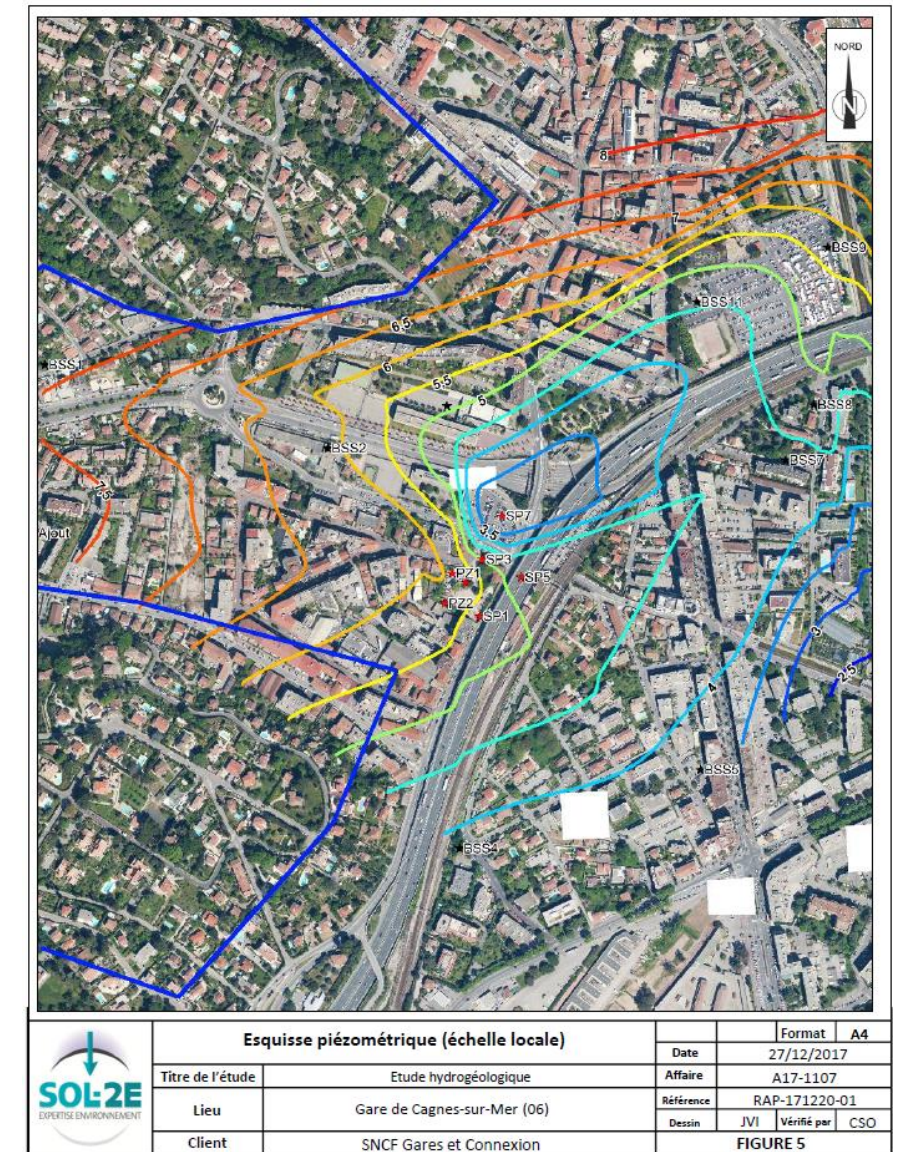 NORD
N
8
7
BSS9
BSS11
6.5
6
BSS1
5.5
5
BSS8
BSS2
BSS7
7.5
SP7
3.5
Ajout
SP3
PZ1
SP5
PZ2
SP1
3
2.5
4
BSS5
BSS4
SOL-2E
EXPERTISE ENVIRONNEMENT
Esquisse piézométrique (échelle locale)
Format A4
Date 27/12/2017
Titre de l'étude Etude hydrogéologique
Affaire A17-1107
Lieu Gare de Cagnes-sur-Mer (06)
Référence RAP-171220-01
Dessin JVI Vérifié par CSO
Client SNCF Gares et Connexion
FIGURE 5